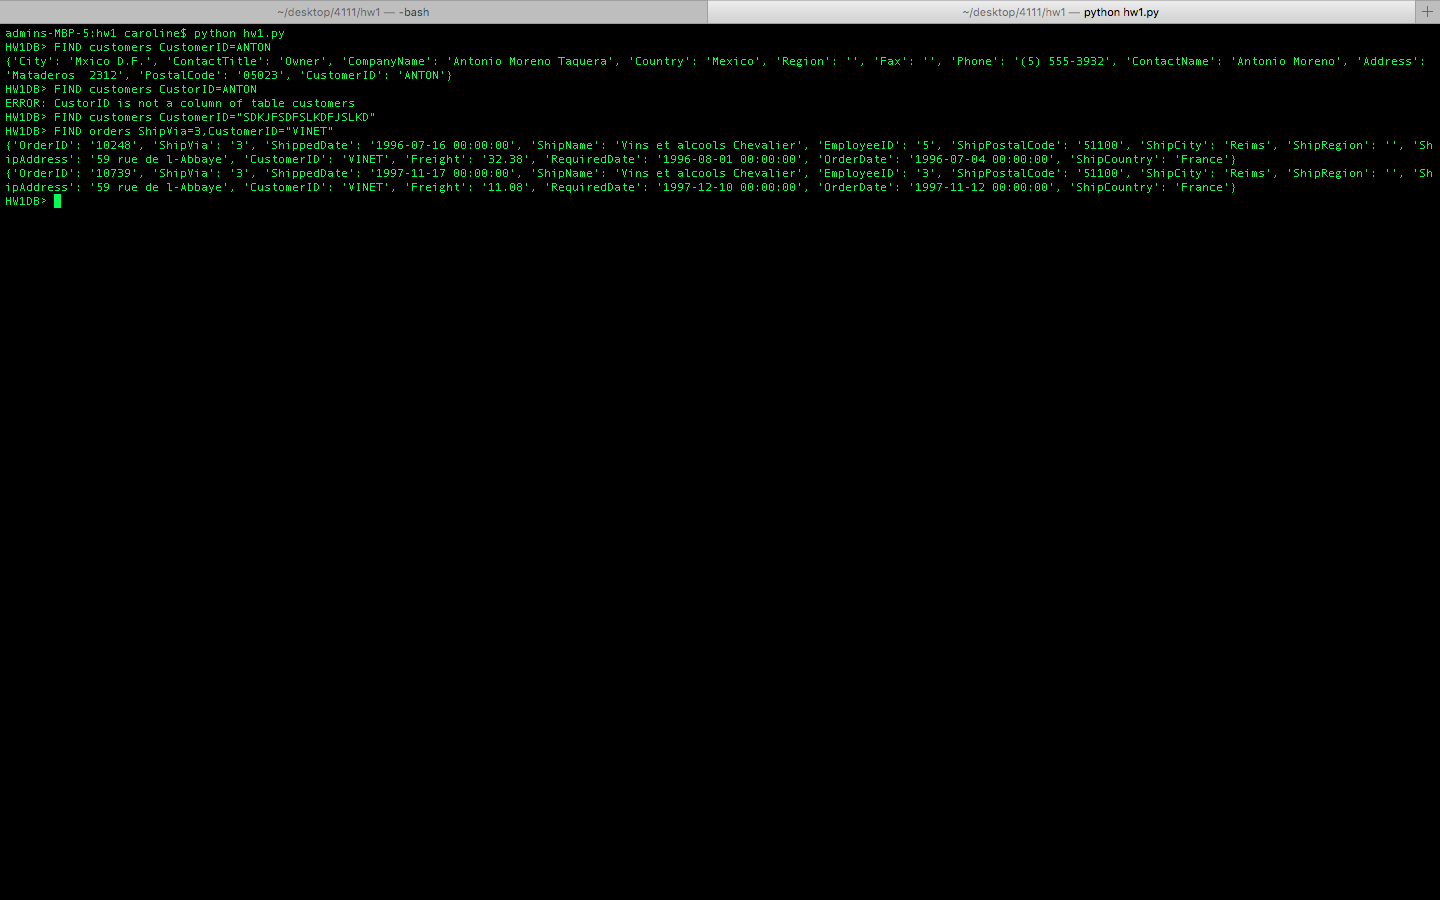 ~/desktop/4111/hw1 — -bash
~/desktop/4111/hw1 — python hw1.py
admins-MBP-5:hw1 caroline$ python hw1.py
HW1DB> FIND customers CustomerID=ANTON
{'City': 'Mxico D.F.', 'ContactTitle': 'Owner', 'CompanyName': 'Antonio Moreno Taquera', 'Country': 'Mexico', 'Region': '', 'Fax': '', 'Phone': '(5) 555-3932', 'ContactName': 'Antonio Moreno', 'Address':
'Mataderos  2312', 'PostalCode': '05023', 'CustomerID': 'ANTON'}
HW1DB> FIND customers CustorID=ANTON
ERROR: CustorID is not a column of table customers
HW1DB> FIND customers CustomerID="SDKJFSDFSLKDFJSLKD"
HW1DB> FIND orders ShipVia=3,CustomerID="VINET"
{'OrderID': '10248', 'ShipVia': '3', 'ShippedDate': '1996-07-16 00:00:00', 'ShipName': 'Vins et alcools Chevalier', 'EmployeeID': '5', 'ShipPostalCode': '51100', 'ShipCity': 'Reims', 'ShipRegion': '', 'Sh
ipAddress': '59 rue de l-Abbaye', 'CustomerID': 'VINET', 'Freight': '32.38', 'RequiredDate': '1996-08-01 00:00:00', 'OrderDate': '1996-07-04 00:00:00', 'ShipCountry': 'France'}
{'OrderID': '10739', 'ShipVia': '3', 'ShippedDate': '1997-11-17 00:00:00', 'ShipName': 'Vins et alcools Chevalier', 'EmployeeID': '3', 'ShipPostalCode': '51100', 'ShipCity': 'Reims', 'ShipRegion': '', 'Sh
ipAddress': '59 rue de l-Abbaye', 'CustomerID': 'VINET', 'Freight': '11.08', 'RequiredDate': '1997-12-10 00:00:00', 'OrderDate': '1997-11-12 00:00:00', 'ShipCountry': 'France'}
HW1DB>